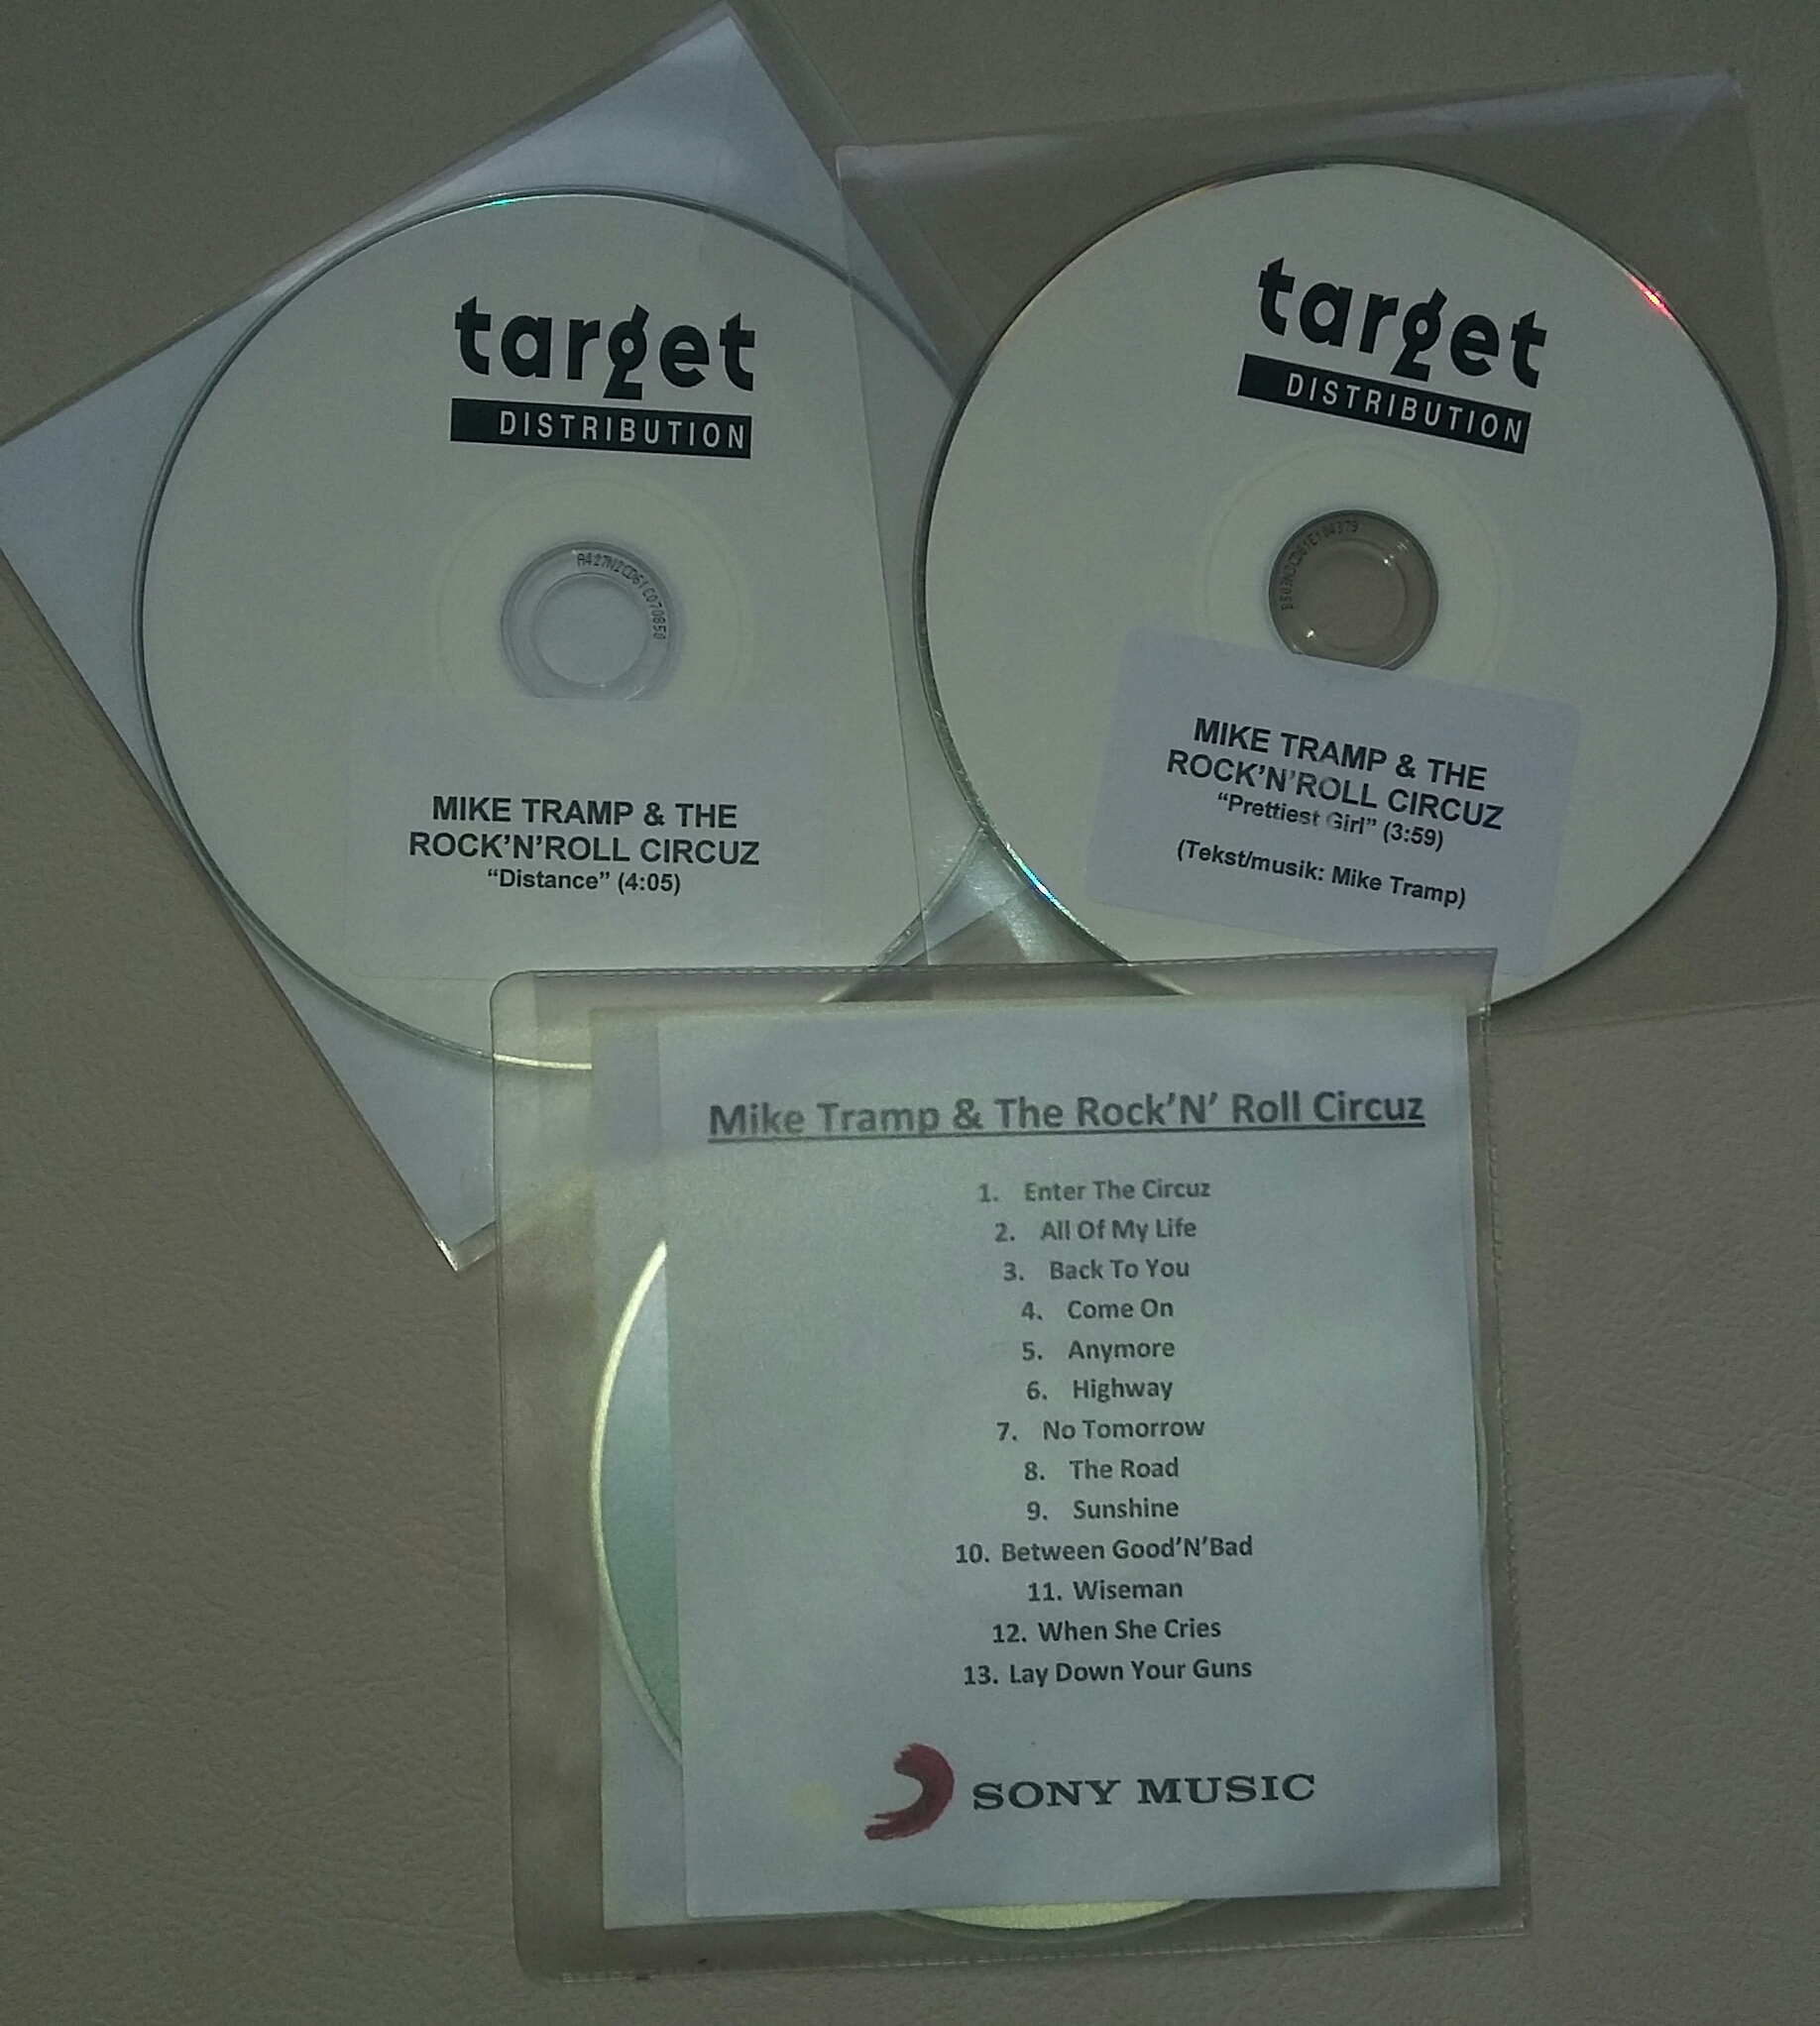 target
DISTRIBUTION
A427N2CD61C070850
MIKE TRAMP & THE
ROCK’N’ROLL CIRCUZ
“Distance” (4:05)
target
DISTRIBUTION
MIKE TRAMP & THE
ROCK’N’ROLL CIRCUZ
“Prettiest Girl” (3:59)
(Tekst/musik: Mike Tramp)
Mike Tramp & The Rock’N’ Roll Circuz
1. Enter The Circuz
2. All Of My Life
3. Back To You
4. Come On
5. Anymore
6. Highway
7. No Tomorrow
8. The Road
9. Sunshine
10. Between Good’N’Bad
11. Wiseman
12. When She Cries
13. Lay Down Your Guns
SONY MUSIC